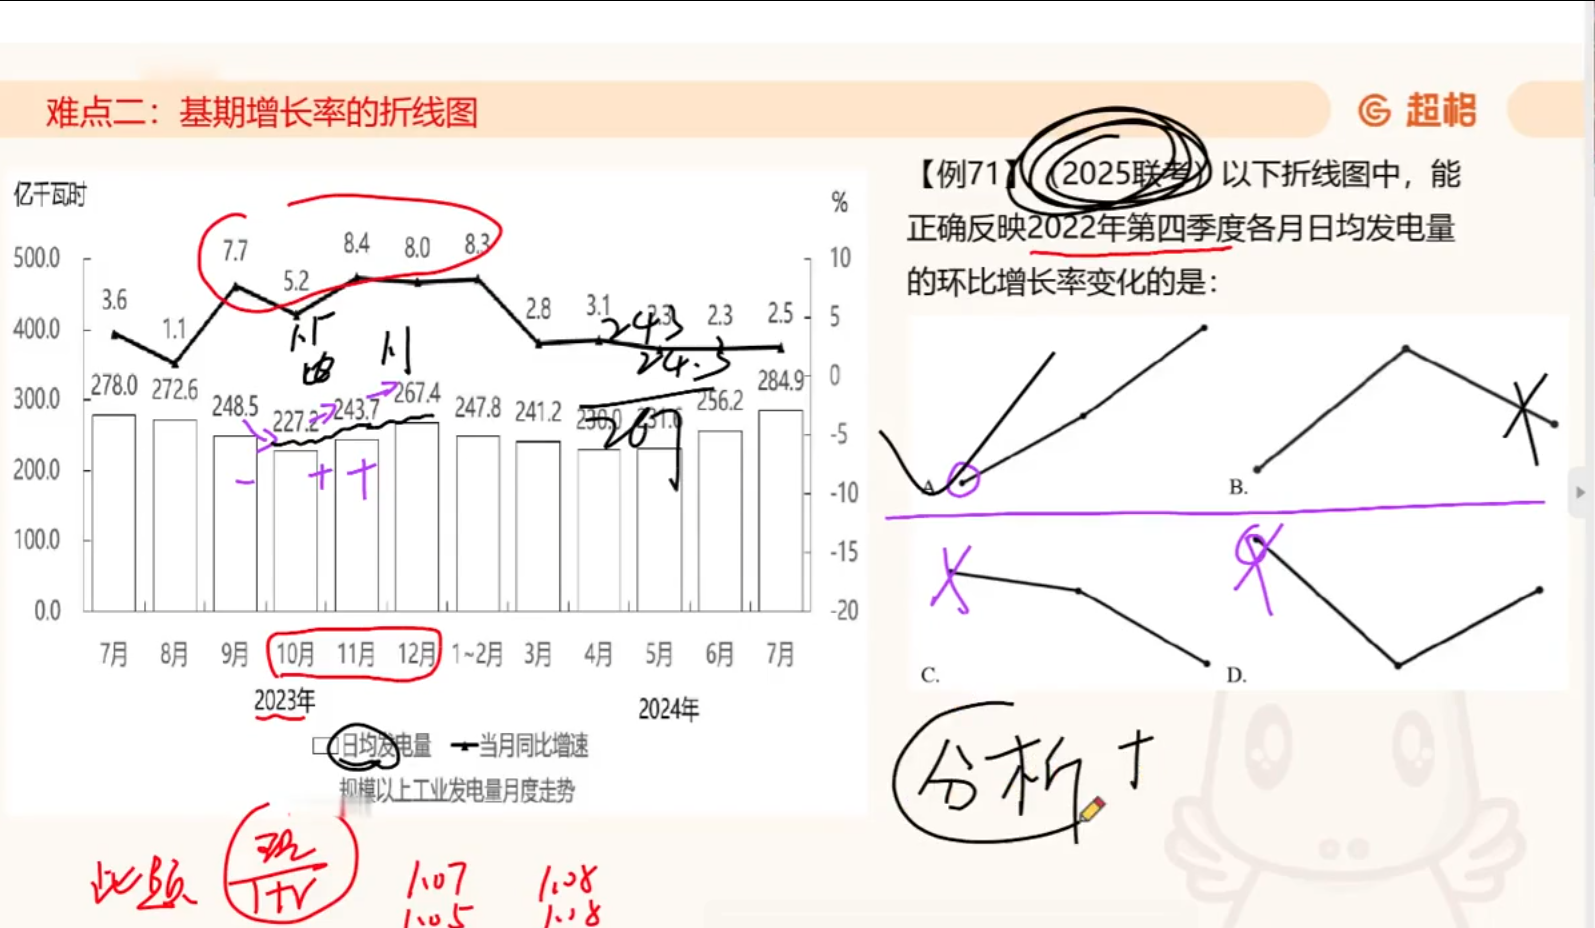 难点二：基期增长率的折线图
超格
亿千瓦时
%
500.0
400.0
300.0
200.0
100.0
0.0
10
5
0
-5
-10
-15
-20
3.6 1.1 7.7 5.2 8.4 8.0 8.3 2.8 3.1 2.3 2.5
278.0 272.6 248.5 227.2 243.7 267.4 247.8 241.2 230.0 231.6 256.2 284.9
243
24.3
- + +
7月 8月 9月 10月 11月 12月 1~2月 3月 4月 5月 6月 7月
2023年 2024年
日均发电量 当月同比增速
规模以上工业发电量月度走势
现
1+r
1.07 1.08
1.05 1.08
【例71】（2025联考）以下折线图中，能
正确反映2022年第四季度各月日均发电量
的环比增长率变化的是：
A.
B.
C.
D.
分析 +